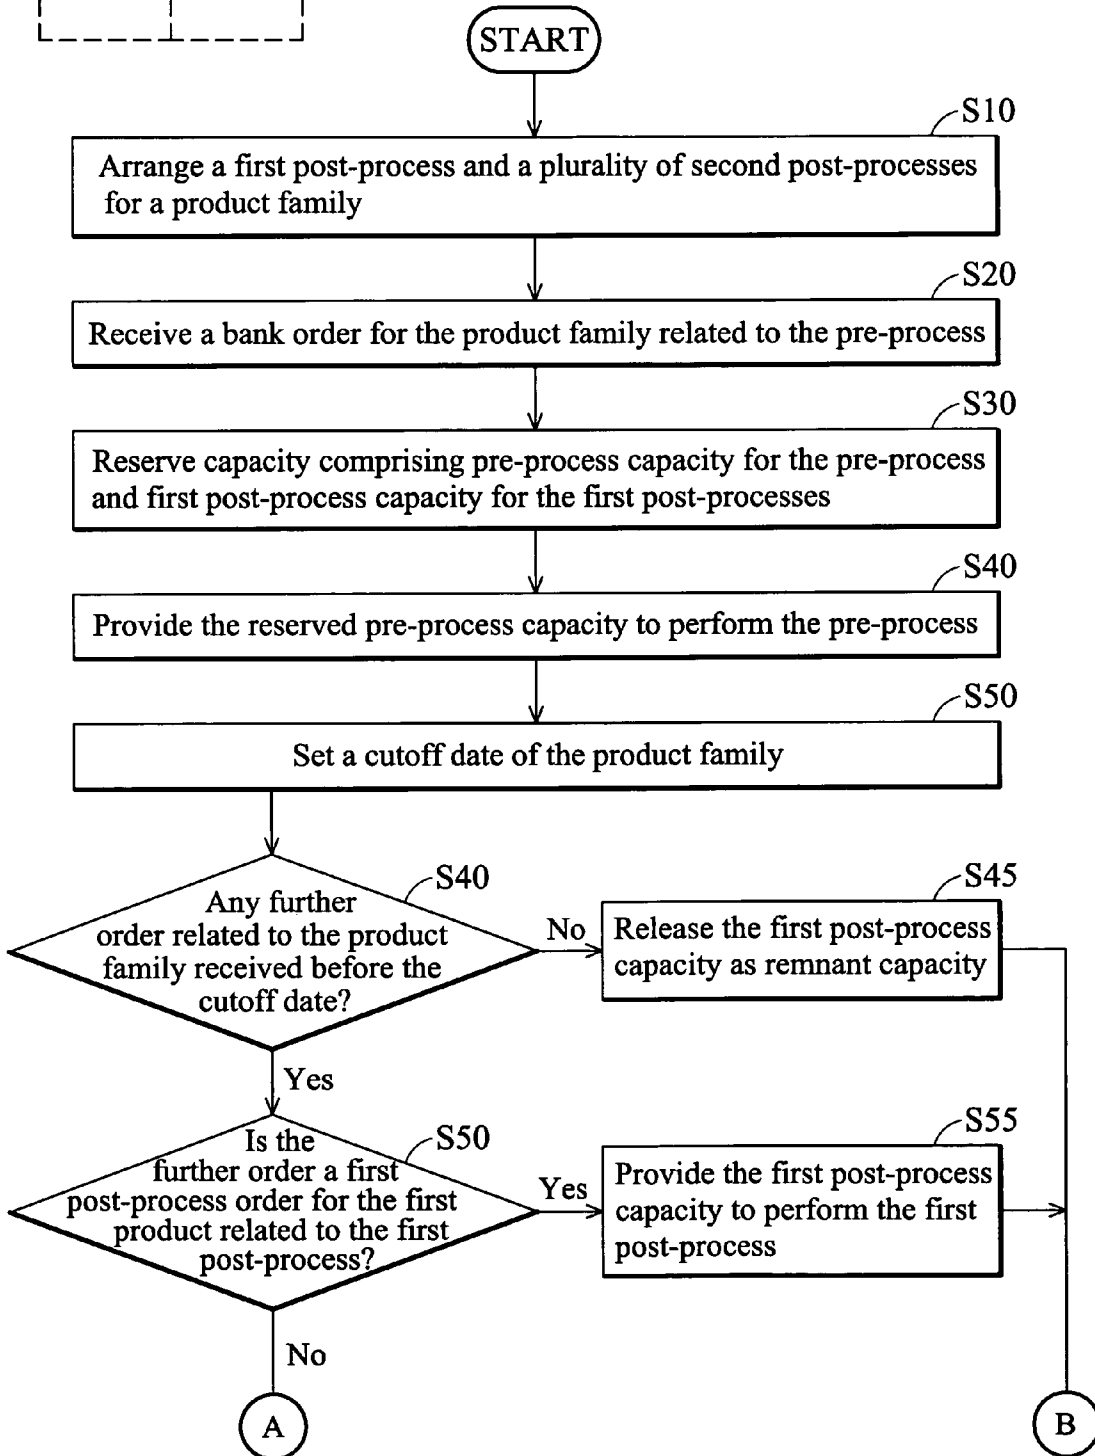 START
S10
Arrange a first post-process and a plurality of second post-processes
for a product family
S20
Receive a bank order for the product family related to the pre-process
S30
Reserve capacity comprising pre-process capacity for the pre-process
and first post-process capacity for the first post-processes
S40
Provide the reserved pre-process capacity to perform the pre-process
S50
Set a cutoff date of the product family
S40
Any further
order related to the product
family received before the
cutoff date?
No
S45
Release the first post-process
capacity as remnant capacity
Yes
S50
Is the
further order a first
post-process order for the first
product related to the first
post-process?
Yes
S55
Provide the first post-process
capacity to perform the first
post-process
No
A
B